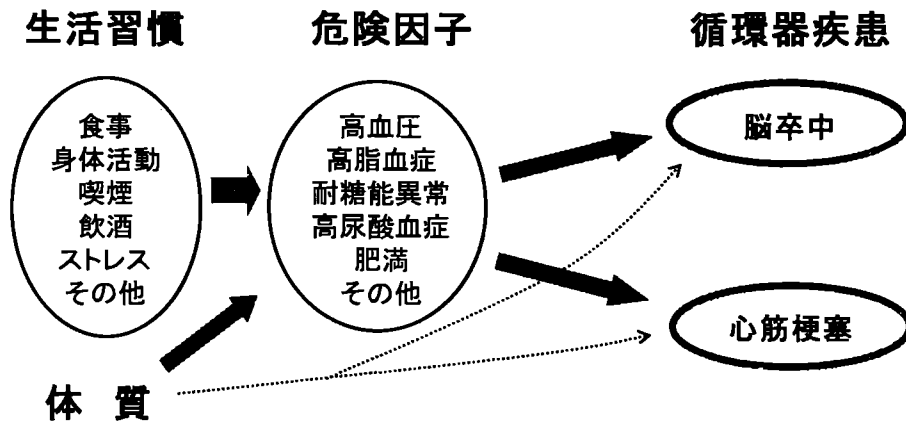 生活習慣
危険因子
循環器疾患
食事
身体活動
喫煙
飲酒
ストレス
その他
高血圧
高脂血症
耐糖能異常
高尿酸血症
肥満
その他
脳卒中
心筋梗塞
体質